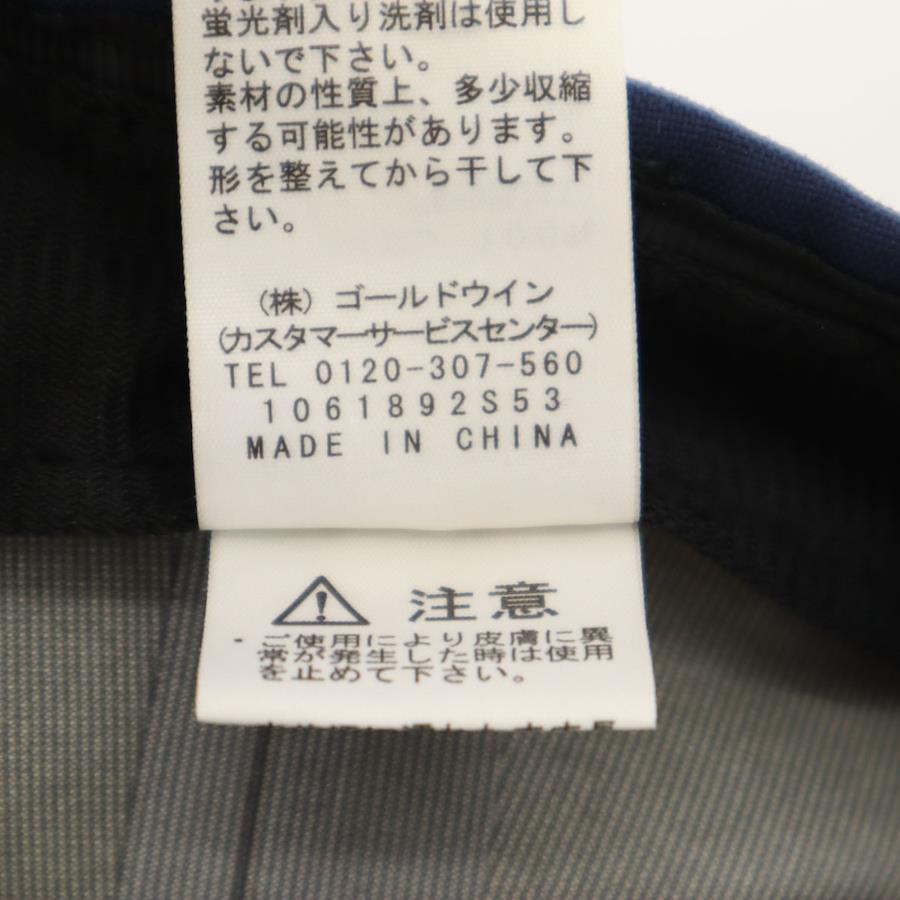 蛍光剤入り洗剤は使用し
ないで下さい。
素材の性質上、多少収縮
する可能性があります。
形を整えてから干して下
さい。
(株) ゴールドウイン
(カスタマーサービスセンター)
TEL 0120-307-560
1061892S53
MADE IN CHINA
注意
・ご使用により皮膚に異
常が発生した時は使用
を止めて下さい。